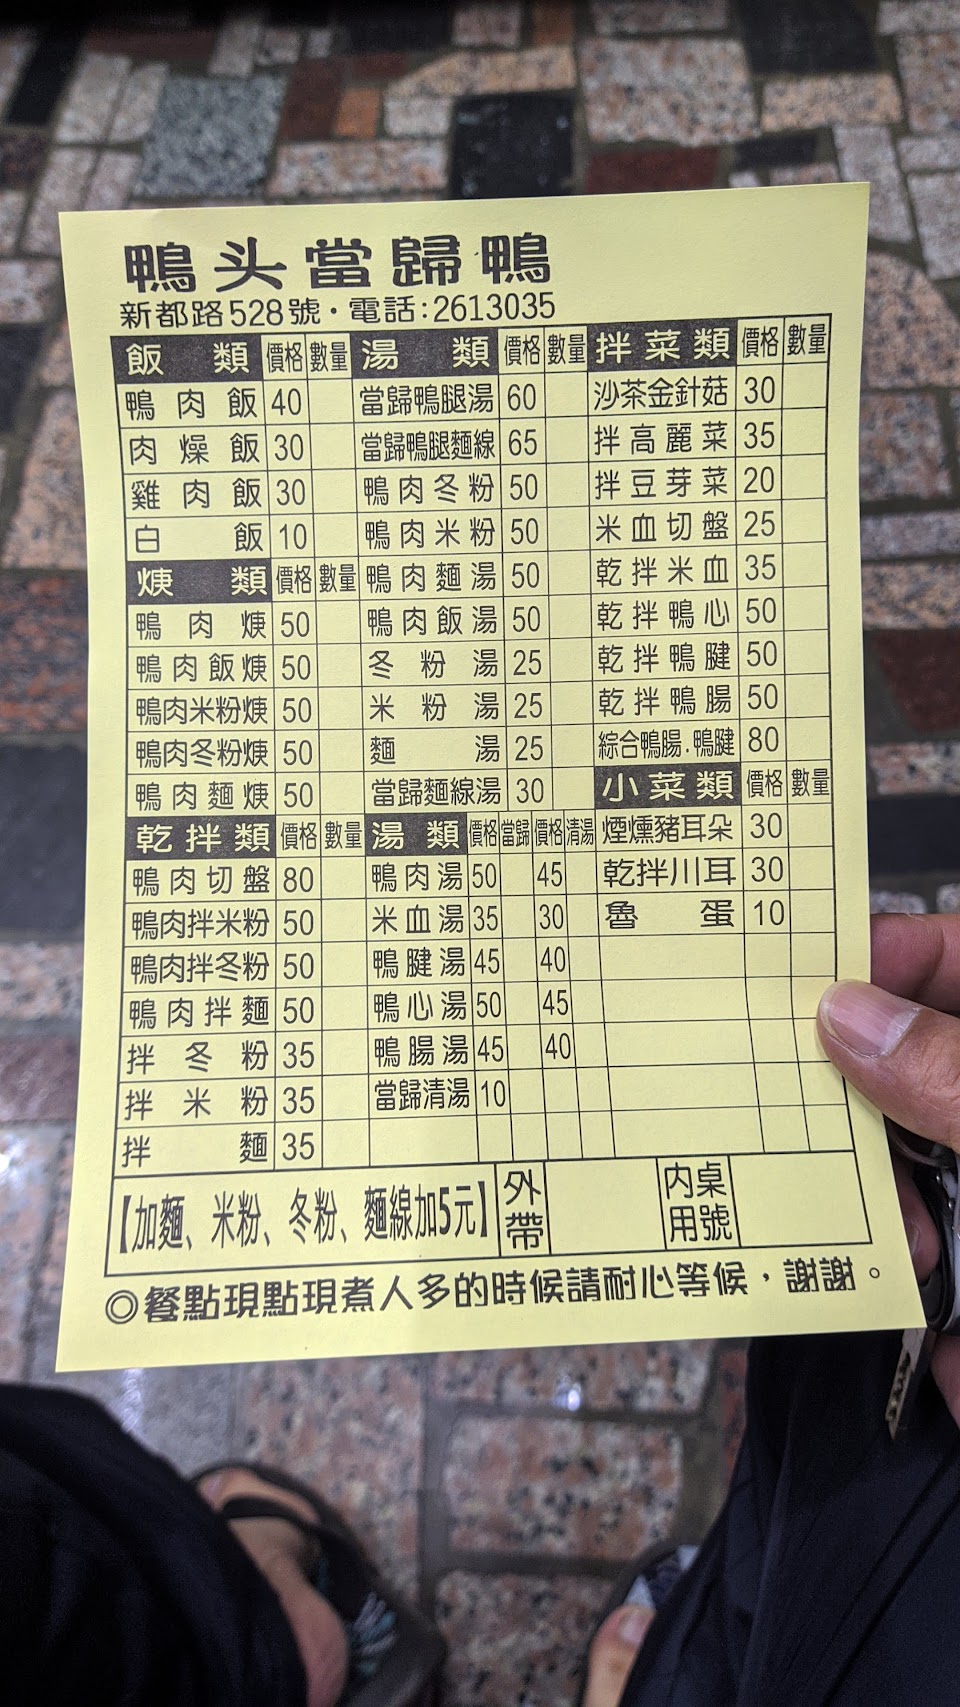 鴨头當歸鴨
新都路528號·電話:2613035
飯類 價格 數量 湯類 價格 數量 拌菜類 價格 數量
鴨肉飯 40 當歸鴨腿湯 60 沙茶金針菇 30
肉燥飯 30 當歸鴨腿麵線 65 拌高麗菜 35
雞肉飯 30 鴨肉冬粉 50 拌豆芽菜 20
白飯 10 鴨肉米粉 50 米血切盤 25
焿類 價格 數量 鴨肉麵湯 50 乾拌米血 35
鴨肉焿 50 鴨肉飯湯 50 乾拌鴨心 50
鴨肉飯焿 50 冬粉湯 25 乾拌鴨腱 50
鴨肉米粉焿 50 米粉湯 25 乾拌鴨腸 50
鴨肉冬粉焿 50 麵湯 25 綜合鴨腸.鴨腱 80
鴨肉麵焿 50 當歸麵線湯 30 小菜類 價格 數量
乾拌類 價格 數量 湯類 價格 當歸 價格 清湯 煙燻豬耳朵 30
鴨肉切盤 80 鴨肉湯 50 45 乾拌川耳 30
鴨肉拌米粉 50 米血湯 35 30 魯蛋 10
鴨肉拌冬粉 50 鴨腱湯 45 40
鴨肉拌麵 50 鴨心湯 50 45
拌冬粉 35 鴨腸湯 45 40
拌米粉 35 當歸清湯 10
拌麵 35
【加麵、米粉、冬粉、麵線加5元】 外帶 內用 桌號
◎餐點現點現煮人多的時候請耐心等候，謝謝。